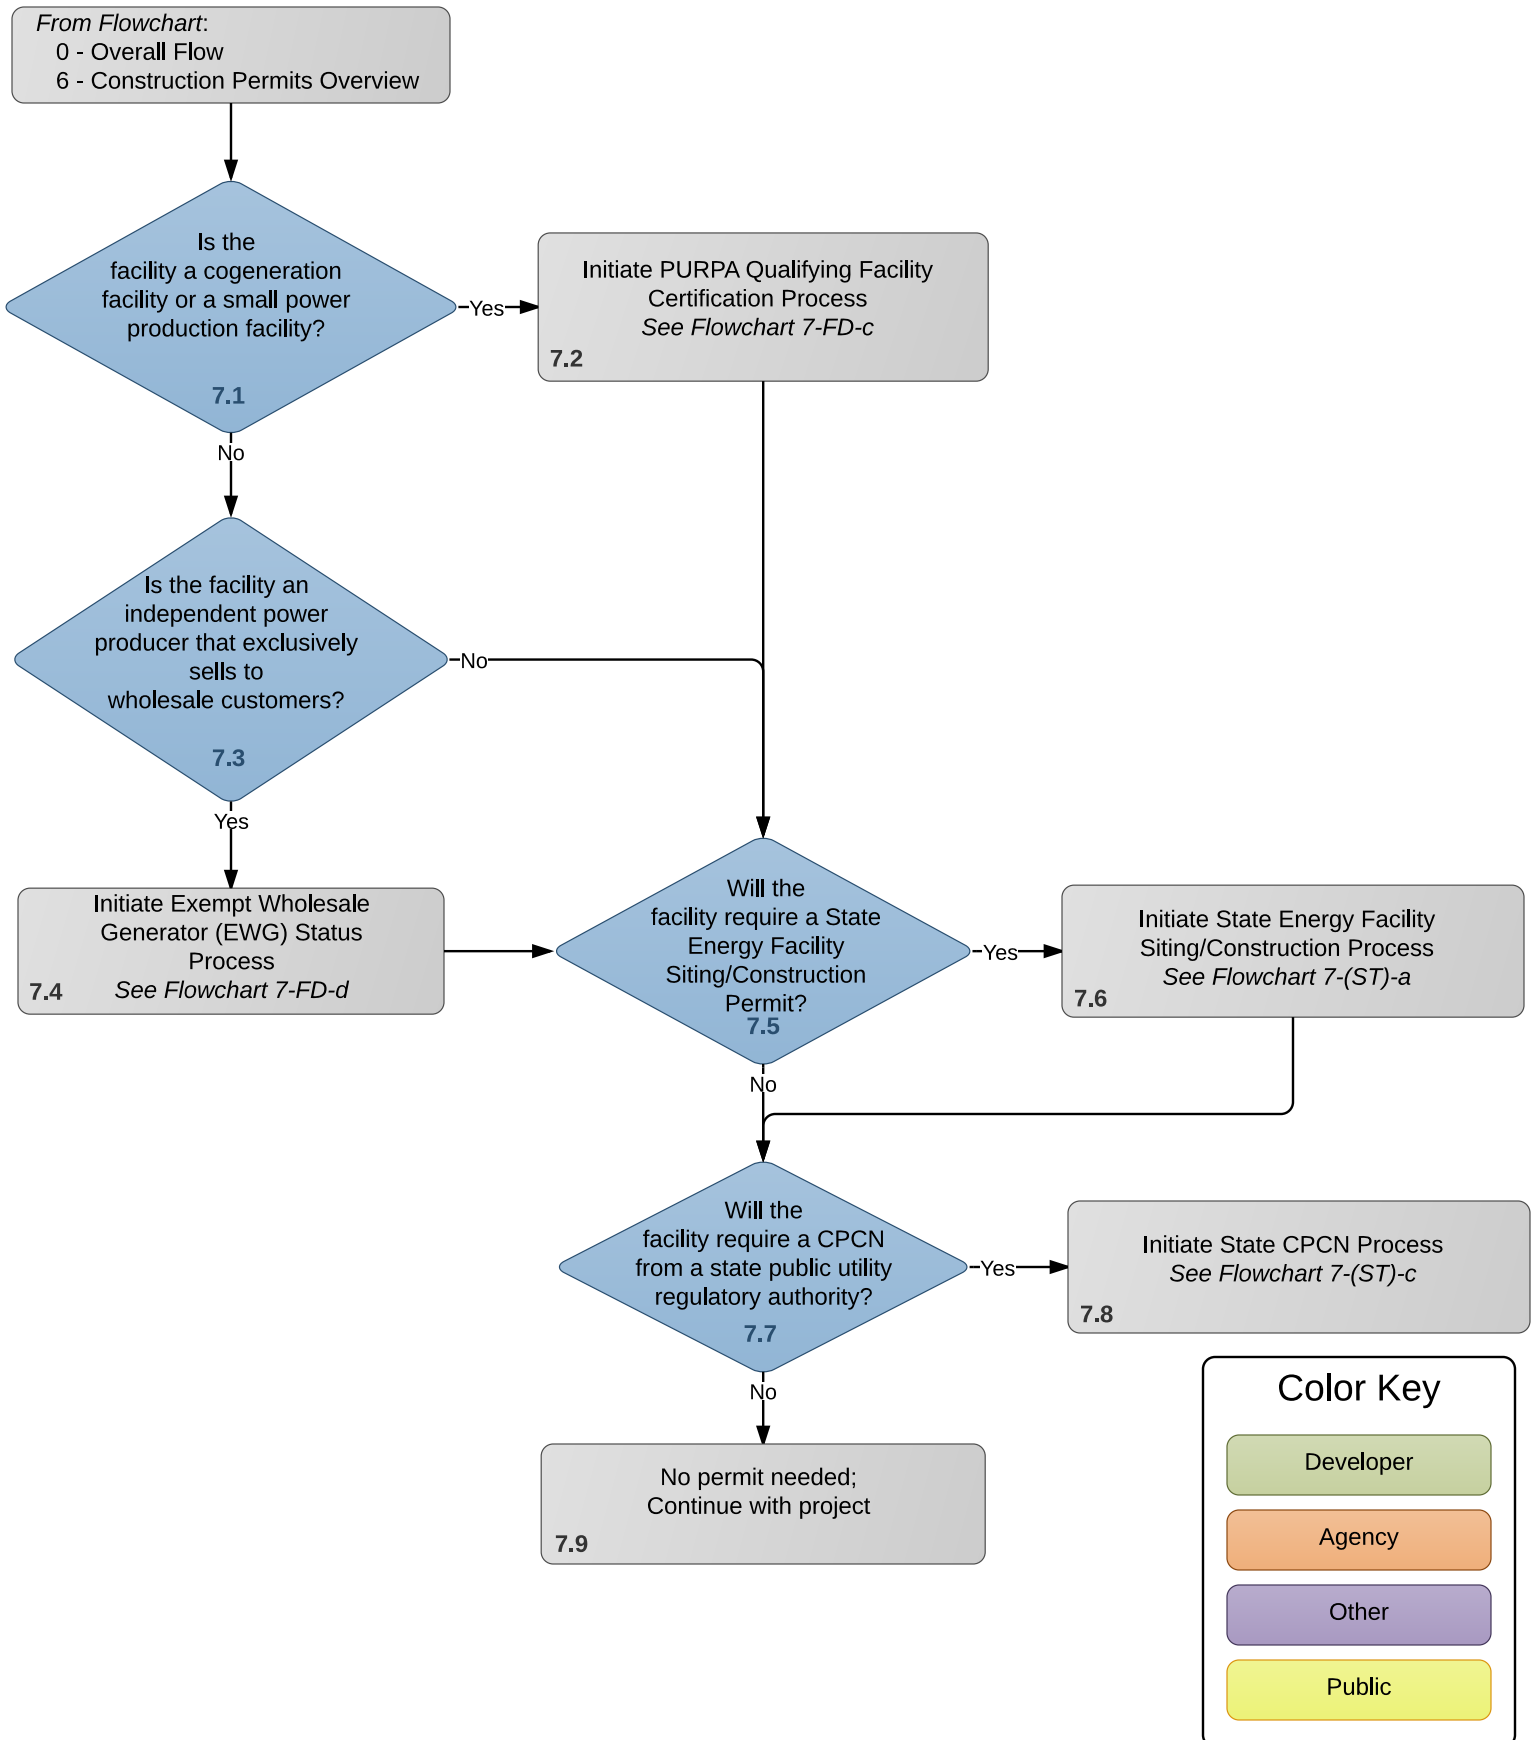 From Flowchart:
0 - Overall Flow
6 - Construction Permits Overview
Is the
facility a cogeneration
facility or a small power
production facility?
7.1
Yes
Initiate PURPA Qualifying Facility
Certification Process
See Flowchart 7-FD-c
7.2
No
Is the facility an
independent power
producer that exclusively
sells to
wholesale customers?
7.3
No
Yes
Initiate Exempt Wholesale
Generator (EWG) Status
Process
See Flowchart 7-FD-d
7.4
Will the
facility require a State
Energy Facility
Siting/Construction
Permit?
7.5
Yes
Initiate State Energy Facility
Siting/Construction Process
See Flowchart 7-(ST)-a
7.6
No
Will the
facility require a CPCN
from a state public utility
regulatory authority?
7.7
Yes
Initiate State CPCN Process
See Flowchart 7-(ST)-c
7.8
No
No permit needed;
Continue with project
7.9
Color Key
Developer
Agency
Other
Public